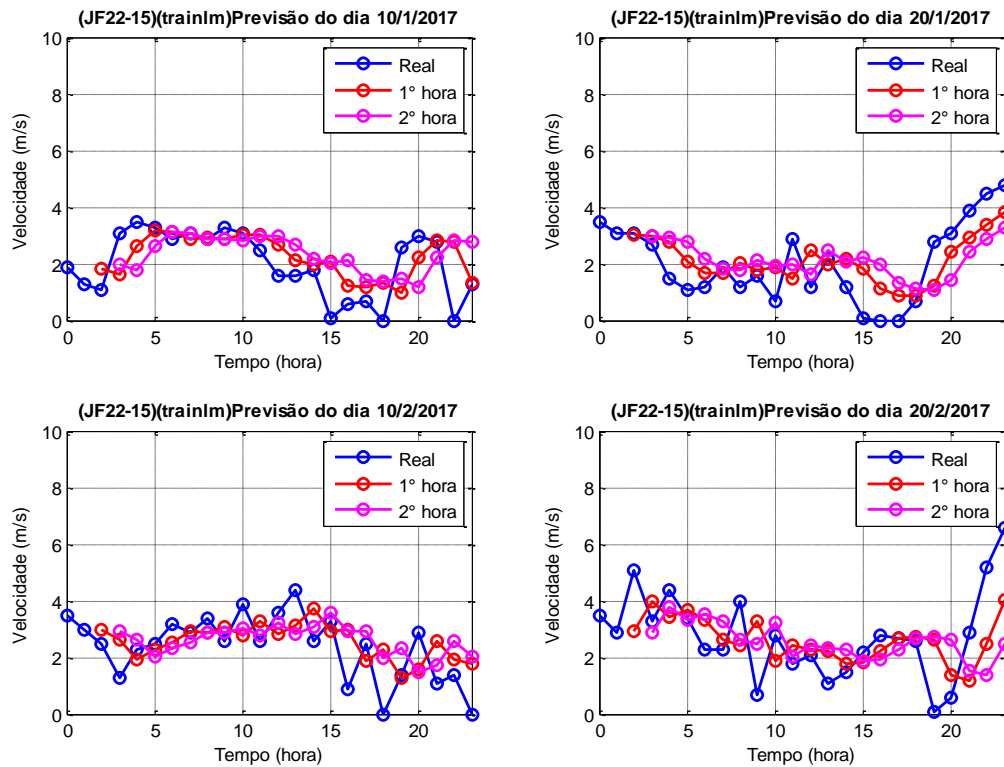 (JF22-15)(trainlm)Previsão do dia 10/1/2017
10
8
6
4
2
0
Velocidade (m/s)
0 5 10 15 20
Tempo (hora)
Real
1° hora
2° hora
(JF22-15)(trainlm)Previsão do dia 20/1/2017
10
8
6
4
2
0
Velocidade (m/s)
0 5 10 15 20
Tempo (hora)
Real
1° hora
2° hora
(JF22-15)(trainlm)Previsão do dia 10/2/2017
10
8
6
4
2
0
Velocidade (m/s)
0 5 10 15 20
Tempo (hora)
Real
1° hora
2° hora
(JF22-15)(trainlm)Previsão do dia 20/2/2017
10
8
6
4
2
0
Velocidade (m/s)
0 5 10 15 20
Tempo (hora)
Real
1° hora
2° hora